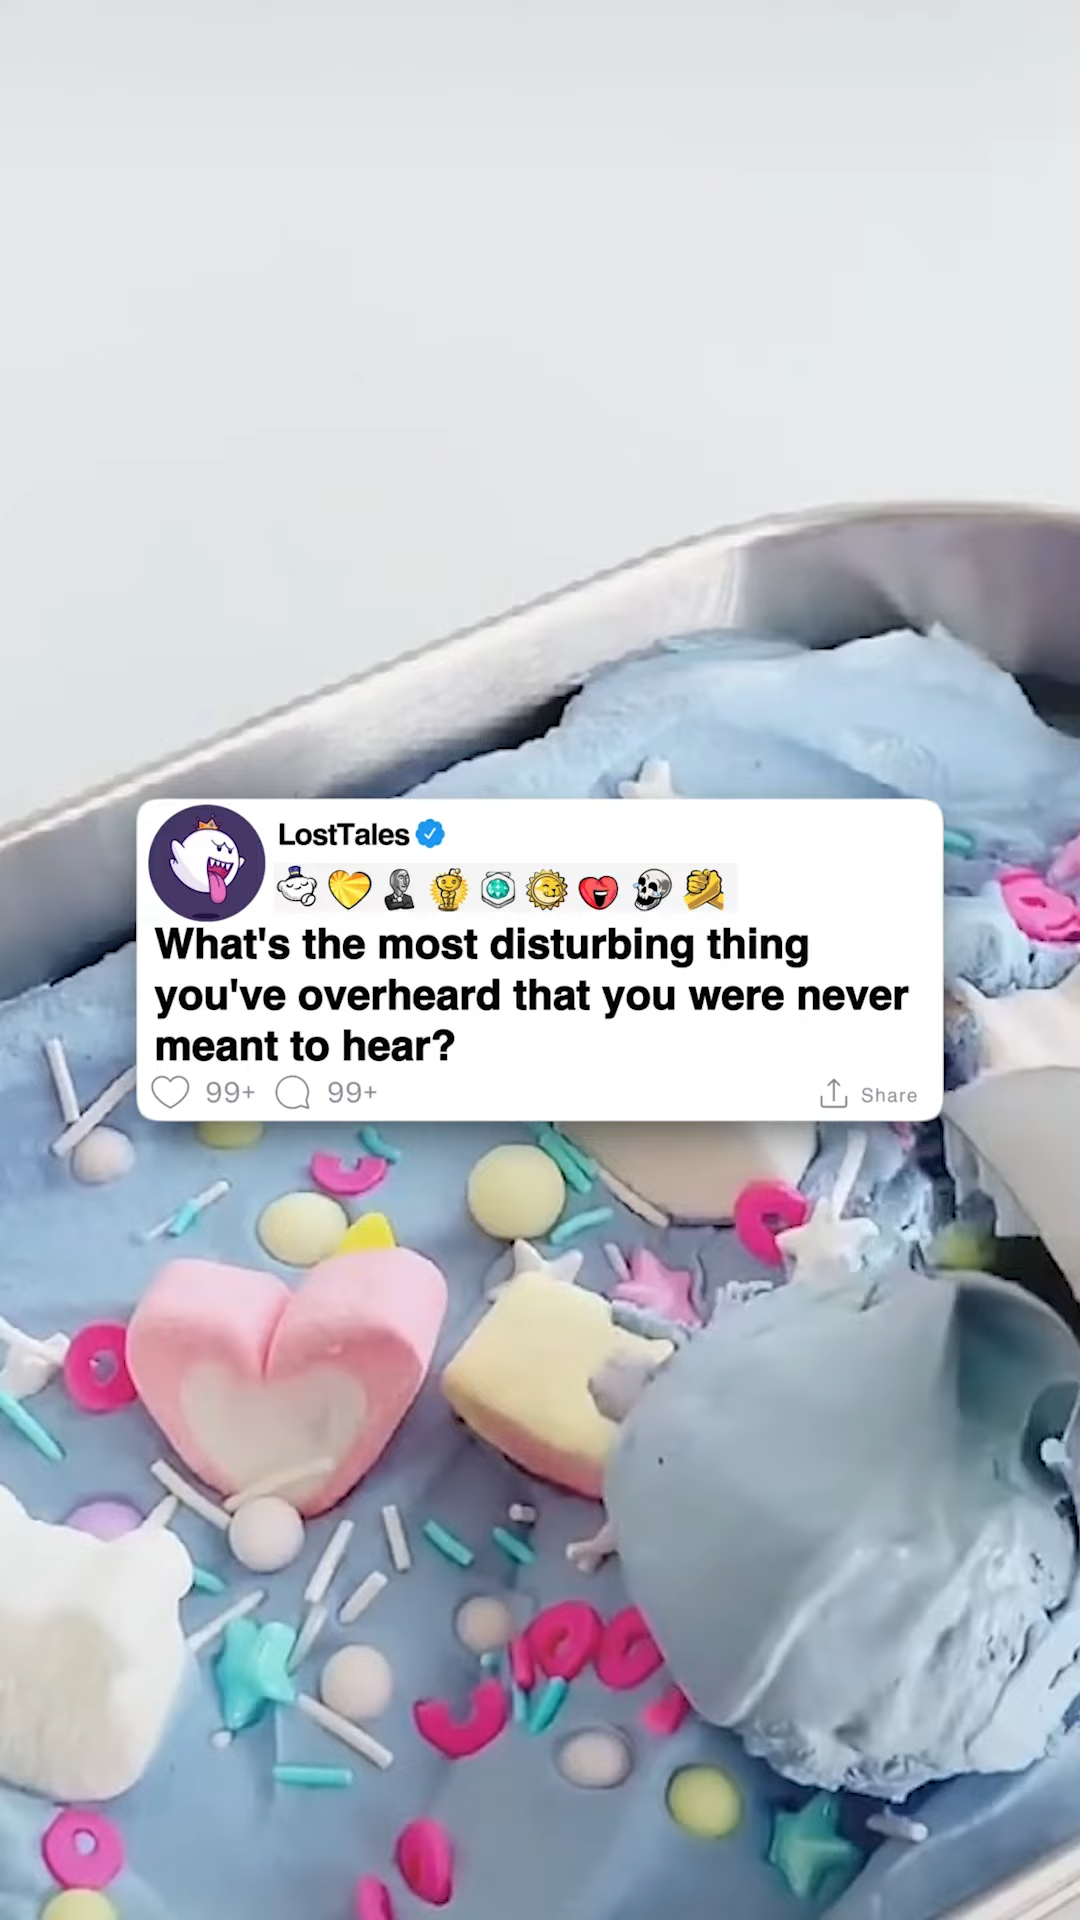 LostTales
What's the most disturbing thing
you've overheard that you were never
meant to hear?
99+ 99+ Share